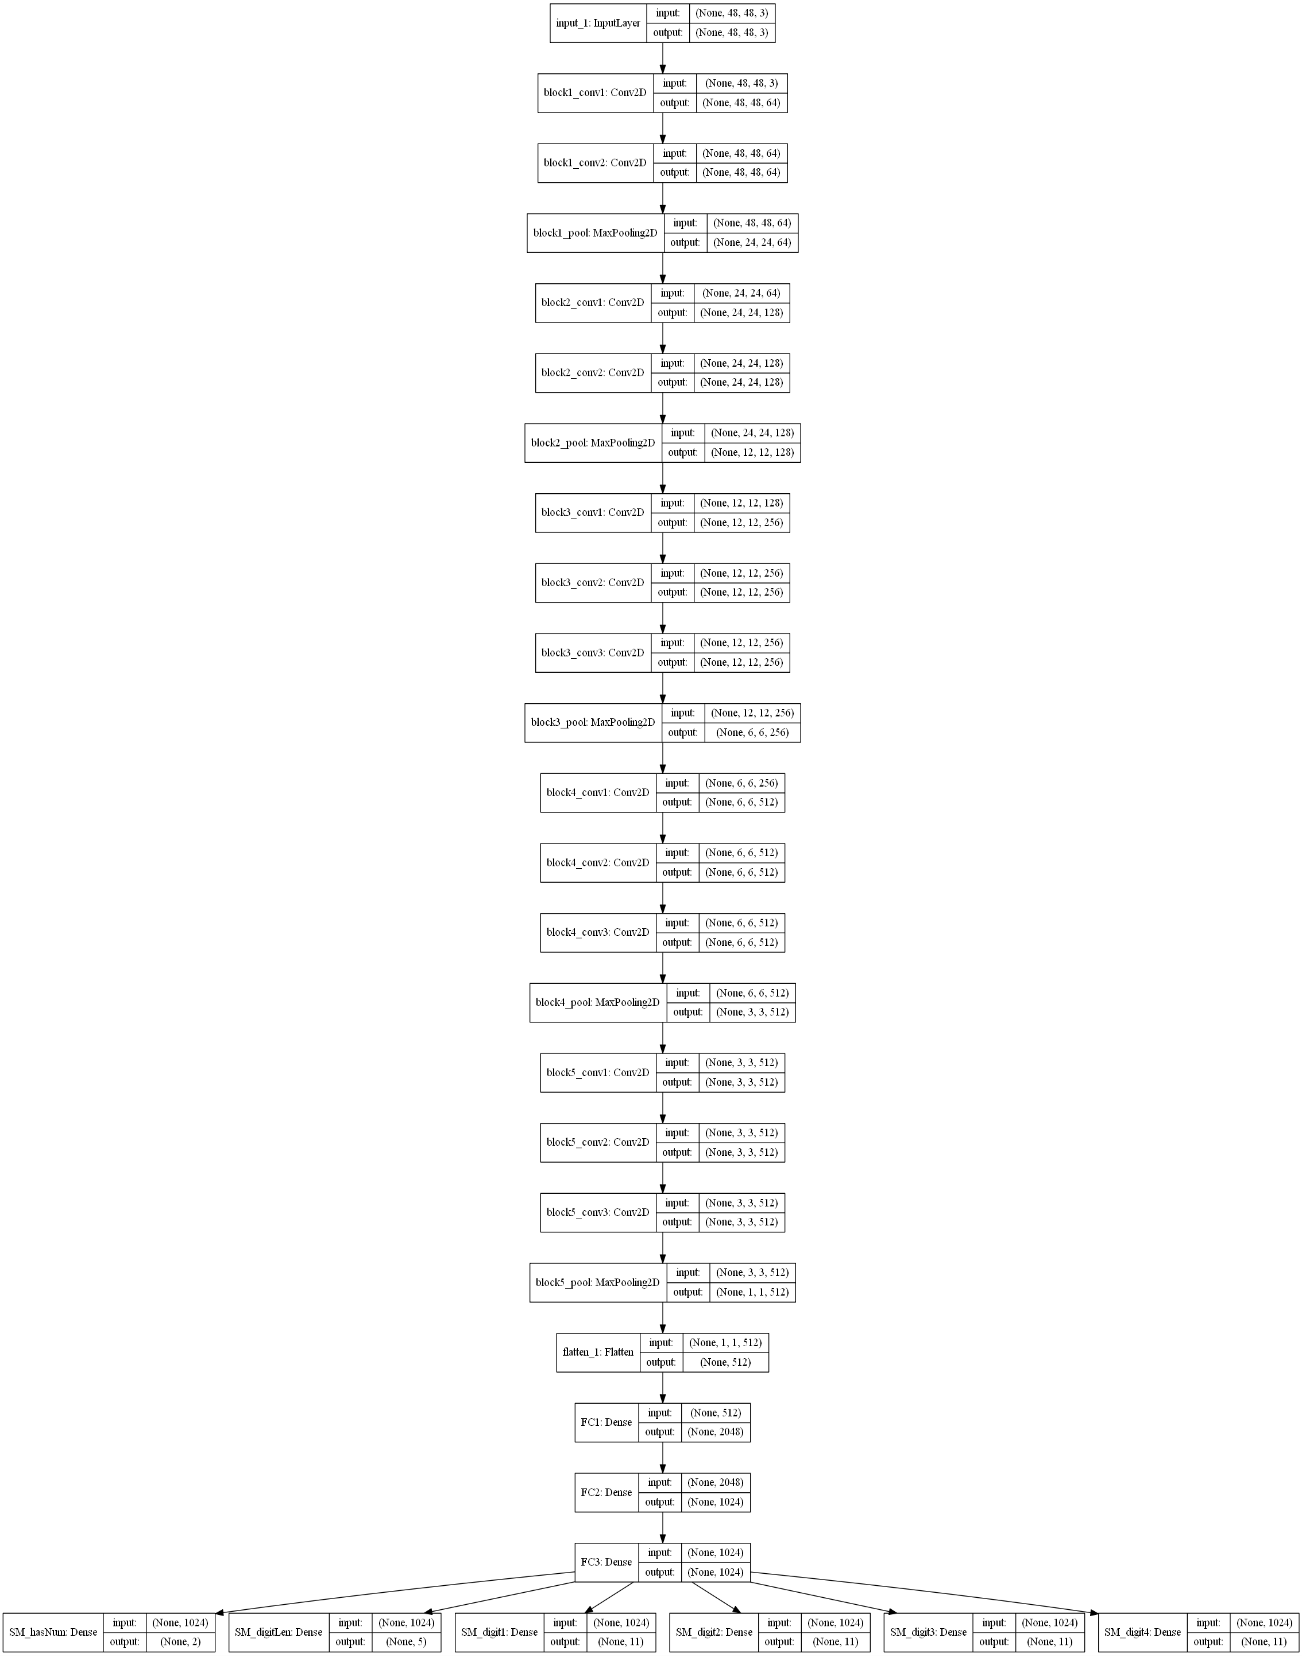 input_1: InputLayer
input: (None, 48, 48, 3)
output: (None, 48, 48, 3)
block1_conv1: Conv2D
input: (None, 48, 48, 3)
output: (None, 48, 48, 64)
block1_conv2: Conv2D
input: (None, 48, 48, 64)
output: (None, 48, 48, 64)
block1_pool: MaxPooling2D
input: (None, 48, 48, 64)
output: (None, 24, 24, 64)
block2_conv1: Conv2D
input: (None, 24, 24, 64)
output: (None, 24, 24, 128)
block2_conv2: Conv2D
input: (None, 24, 24, 128)
output: (None, 24, 24, 128)
block2_pool: MaxPooling2D
input: (None, 24, 24, 128)
output: (None, 12, 12, 128)
block3_conv1: Conv2D
input: (None, 12, 12, 128)
output: (None, 12, 12, 256)
block3_conv2: Conv2D
input: (None, 12, 12, 256)
output: (None, 12, 12, 256)
block3_conv3: Conv2D
input: (None, 12, 12, 256)
output: (None, 12, 12, 256)
block3_pool: MaxPooling2D
input: (None, 12, 12, 256)
output: (None, 6, 6, 256)
block4_conv1: Conv2D
input: (None, 6, 6, 256)
output: (None, 6, 6, 512)
block4_conv2: Conv2D
input: (None, 6, 6, 512)
output: (None, 6, 6, 512)
block4_conv3: Conv2D
input: (None, 6, 6, 512)
output: (None, 6, 6, 512)
block4_pool: MaxPooling2D
input: (None, 6, 6, 512)
output: (None, 3, 3, 512)
block5_conv1: Conv2D
input: (None, 3, 3, 512)
output: (None, 3, 3, 512)
block5_conv2: Conv2D
input: (None, 3, 3, 512)
output: (None, 3, 3, 512)
block5_conv3: Conv2D
input: (None, 3, 3, 512)
output: (None, 3, 3, 512)
block5_pool: MaxPooling2D
input: (None, 3, 3, 512)
output: (None, 1, 1, 512)
flatten_1: Flatten
input: (None, 1, 1, 512)
output: (None, 512)
FC1: Dense
input: (None, 512)
output: (None, 2048)
FC2: Dense
input: (None, 2048)
output: (None, 1024)
FC3: Dense
input: (None, 1024)
output: (None, 1024)
SM_hasNum: Dense
input: (None, 1024)
output: (None, 2)
SM_digitLen: Dense
input: (None, 1024)
output: (None, 5)
SM_digit1: Dense
input: (None, 1024)
output: (None, 11)
SM_digit2: Dense
input: (None, 1024)
output: (None, 11)
SM_digit3: Dense
input: (None, 1024)
output: (None, 11)
SM_digit4: Dense
input: (None, 1024)
output: (None, 11)